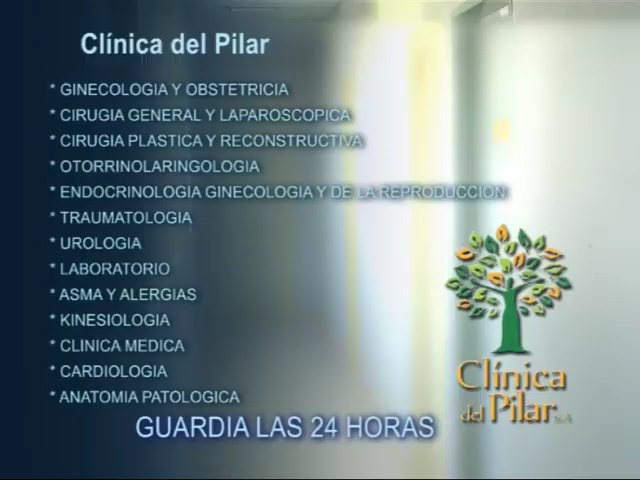 Clínica del Pilar
* GINECOLOGIA Y OBSTETRICIA
* CIRUGIA GENERAL Y LAPAROSCOPICA
* CIRUGIA PLASTICA Y RECONSTRUCTIVA
* OTORRINOLARINGOLOGIA
* ENDOCRINOLOGIA GINECOLOGIA Y DE LA REPRODUCCION
* TRAUMATOLOGIA
* UROLOGIA
* LABORATORIO
* ASMA Y ALERGIAS
* KINESIOLOGIA
* CLINICA MEDICA
* CARDIOLOGIA
* ANATOMIA PATOLOGICA
GUARDIA LAS 24 HORAS
Clínica
del Pilar S.A